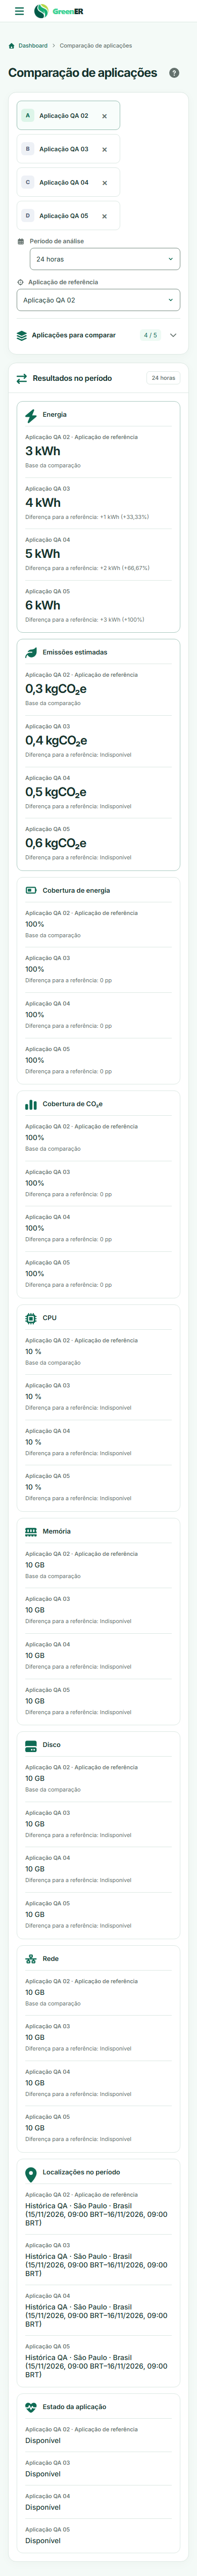 GreenER
Dashboard > Comparação de aplicações
Comparação de aplicações ?
A Aplicação QA 02 ×
B Aplicação QA 03 ×
C Aplicação QA 04 ×
D Aplicação QA 05 ×
Período de análise
24 horas
Aplicação de referência
Aplicação QA 02
Aplicações para comparar 4 / 5
Resultados no período 24 horas
Energia
Aplicação QA 02 · Aplicação de referência
3 kWh
Base da comparação
Aplicação QA 03
4 kWh
Diferença para a referência: +1 kWh (+33,33%)
Aplicação QA 04
5 kWh
Diferença para a referência: +2 kWh (+66,67%)
Aplicação QA 05
6 kWh
Diferença para a referência: +3 kWh (+100%)
Emissões estimadas
Aplicação QA 02 · Aplicação de referência
0,3 kgCO₂e
Base da comparação
Aplicação QA 03
0,4 kgCO₂e
Diferença para a referência: Indisponível
Aplicação QA 04
0,5 kgCO₂e
Diferença para a referência: Indisponível
Aplicação QA 05
0,6 kgCO₂e
Diferença para a referência: Indisponível
Cobertura de energia
Aplicação QA 02 · Aplicação de referência
100%
Base da comparação
Aplicação QA 03
100%
Diferença para a referência: 0 pp
Aplicação QA 04
100%
Diferença para a referência: 0 pp
Aplicação QA 05
100%
Diferença para a referência: 0 pp
Cobertura de CO₂e
Aplicação QA 02 · Aplicação de referência
100%
Base da comparação
Aplicação QA 03
100%
Diferença para a referência: 0 pp
Aplicação QA 04
100%
Diferença para a referência: 0 pp
Aplicação QA 05
100%
Diferença para a referência: 0 pp
CPU
Aplicação QA 02 · Aplicação de referência
10 %
Base da comparação
Aplicação QA 03
10 %
Diferença para a referência: Indisponível
Aplicação QA 04
10 %
Diferença para a referência: Indisponível
Aplicação QA 05
10 %
Diferença para a referência: Indisponível
Memória
Aplicação QA 02 · Aplicação de referência
10 GB
Base da comparação
Aplicação QA 03
10 GB
Diferença para a referência: Indisponível
Aplicação QA 04
10 GB
Diferença para a referência: Indisponível
Aplicação QA 05
10 GB
Diferença para a referência: Indisponível
Disco
Aplicação QA 02 · Aplicação de referência
10 GB
Base da comparação
Aplicação QA 03
10 GB
Diferença para a referência: Indisponível
Aplicação QA 04
10 GB
Diferença para a referência: Indisponível
Aplicação QA 05
10 GB
Diferença para a referência: Indisponível
Rede
Aplicação QA 02 · Aplicação de referência
10 GB
Base da comparação
Aplicação QA 03
10 GB
Diferença para a referência: Indisponível
Aplicação QA 04
10 GB
Diferença para a referência: Indisponível
Aplicação QA 05
10 GB
Diferença para a referência: Indisponível
Localizações no período
Aplicação QA 02 · Aplicação de referência
Histórica QA · São Paulo · Brasil
(15/11/2026, 09:00 BRT–16/11/2026, 09:00
BRT)
Aplicação QA 03
Histórica QA · São Paulo · Brasil
(15/11/2026, 09:00 BRT–16/11/2026, 09:00
BRT)
Aplicação QA 04
Histórica QA · São Paulo · Brasil
(15/11/2026, 09:00 BRT–16/11/2026, 09:00
BRT)
Aplicação QA 05
Histórica QA · São Paulo · Brasil
(15/11/2026, 09:00 BRT–16/11/2026, 09:00
BRT)
Estado da aplicação
Aplicação QA 02 · Aplicação de referência
Disponível
Aplicação QA 03
Disponível
Aplicação QA 04
Disponível
Aplicação QA 05
Disponível